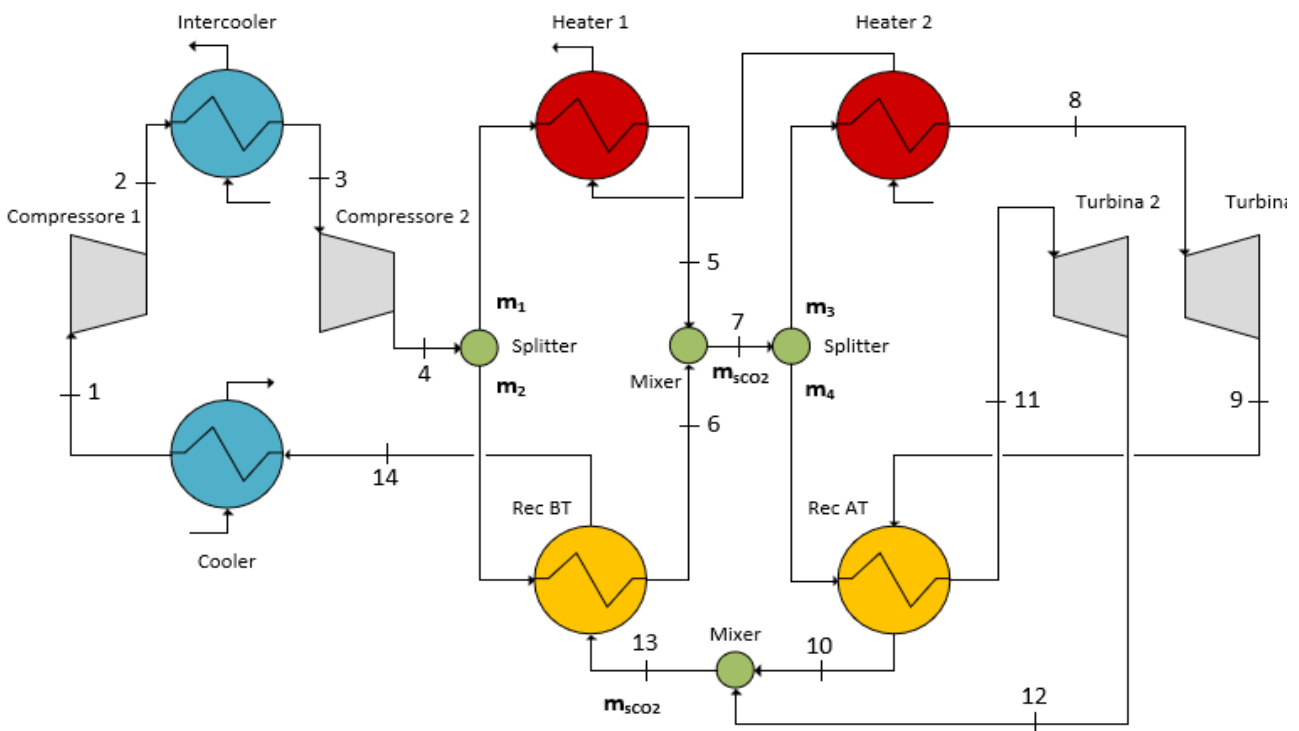 Intercooler
Heater 1
Heater 2
8
2
3
Compressore 1
Compressore 2
Turbina 2
Turbina
5
m₁
m₃
7
Splitter
Splitter
4
Mixer
m₂
msCO2
m₄
1
11
9
6
14
Rec BT
Rec AT
Cooler
Mixer
13
10
msCO2
12